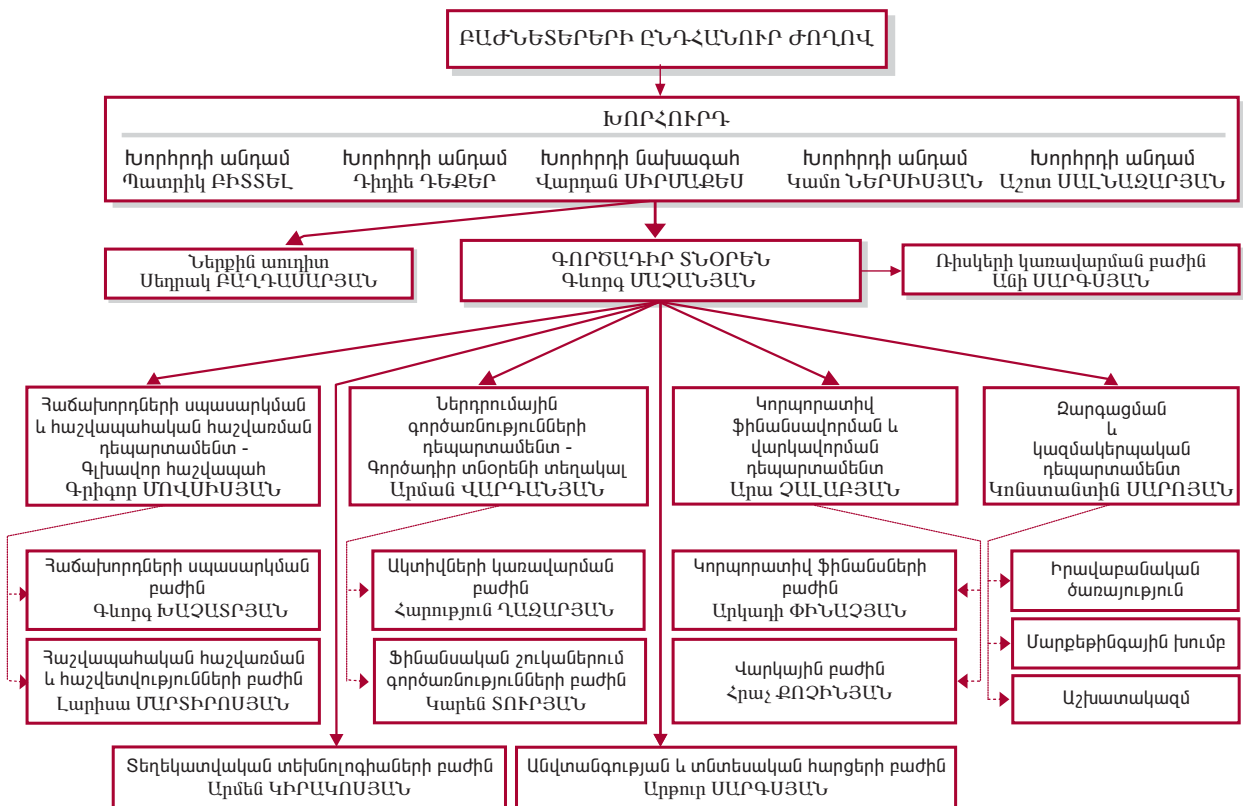 ԲԱԺՆԵՏԵՐԵՐԻ ԸՆԴՀԱՆՈՒՐ ԺՈՂՈՎ
ԽՈՐՀՈՒՐԴ
Խորհրդի անդամ
Պատրիկ ԲԻՏՏԵԼ
Խորհրդի անդամ
Դիդիե ԴԵՔԵՐ
Խորհրդի նախագահ
Վարդան ՍԻՐՄԱՔԵՍ
Խորհրդի անդամ
Կամո ՆԵՐՍԻՍՅԱՆ
Խորհրդի անդամ
Աշոտ ՍԱԼՆԱԶԱՐՅԱՆ
Ներքին աուդիտ
Սեդրակ ԲԱՂԴԱՍԱՐՅԱՆ
ԳՈՐԾԱԴԻՐ ՏՆՕՐԵՆ
Գևորգ ՄԱՉԱՆՅԱՆ
Ռիսկերի կառավարման բաժին
Անի ՍԱՐԳՍՅԱՆ
Հաճախորդների սպասարկման
և հաշվապահական հաշվառման
դեպարտամենտ -
Գլխավոր հաշվապահ
Գրիգոր ՄՈՎՍԻՍՅԱՆ
Ներդրումային
գործառնությունների
դեպարտամենտ -
Գործադիր տնօրենի տեղակալ
Արման ՎԱՐԴԱՆՅԱՆ
Կորպորատիվ
ֆինանսավորման և
վարկավորման
դեպարտամենտ
Արա ՉԱԼԱԲՅԱՆ
Զարգացման
և
կազմակերպական
դեպարտամենտ
Կոնստանտին ՍԱՐՈՅԱՆ
Հաճախորդների սպասարկման
բաժին
Գևորգ ԽԱՉԱՏՐՅԱՆ
Ակտիվների կառավարման
բաժին
Հարություն ՂԱԶԱՐՅԱՆ
Կորպորատիվ ֆինանսների
բաժին
Արկադի ՓԻՆԱՉՅԱՆ
Իրավաբանական
ծառայություն
Մարքեթինգային խումբ
Հաշվապահական հաշվառման
և հաշվետվությունների բաժին
Լարիսա ՄԱՐՏԻՐՈՍՅԱՆ
Ֆինանսական շուկաներում
գործառնությունների բաժին
Կարեն ՏՈՒՐՅԱՆ
Վարկային բաժին
Հրաչ ՔՈՉԻՆՅԱՆ
Աշխատակազմ
Տեղեկատվական տեխնոլոգիաների բաժին
Արմեն ԿԻՐԱԿՈՍՅԱՆ
Անվտանգության և տնտեսական հարցերի բաժին
Արթուր ՍԱՐԳՍՅԱՆ